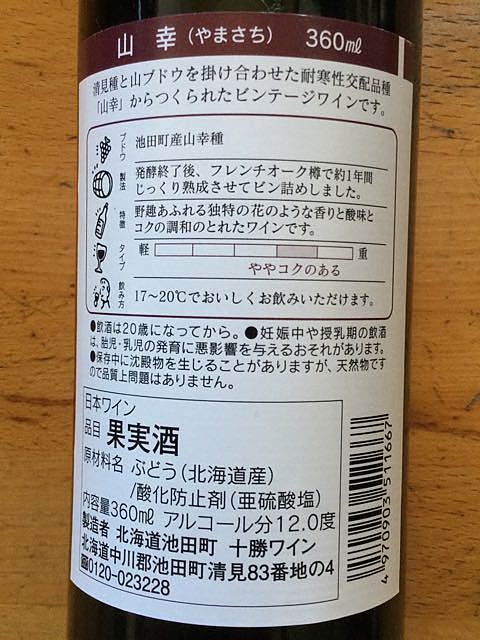 山 幸 (やまさち) 360mℓ
清見種と山ブドウを掛け合わせた耐寒性交配品種
「山幸」からつくられたビンテージワインです。
ブドウ 池田町産山幸種
製法 発酵終了後、フレンチオーク樽で約1年間
じっくり熟成させてビン詰めしました。
特徴 野趣あふれる独特の花のような香りと酸味と
コクの調和のとれたワインです。
タイプ 軽 重
ややコクのある
飲み方 17~20℃でおいしくお飲みいただけます。
●飲酒は20歳になってから。●妊娠中や授乳期の飲酒
は、胎児・乳児の発育に悪影響を与えるおそれがあります。
●保存中に沈殿物を生じることがありますが、天然物です
ので品質上問題はありません。
日本ワイン
品目 果実酒
原材料名 ぶどう(北海道産)
/酸化防止剤(亜硫酸塩)
内容量360mℓ アルコール分12.0度
製造者 北海道池田町 十勝ワイン
北海道中川郡池田町清見83番地の4
0120-023228
4 970903 511667